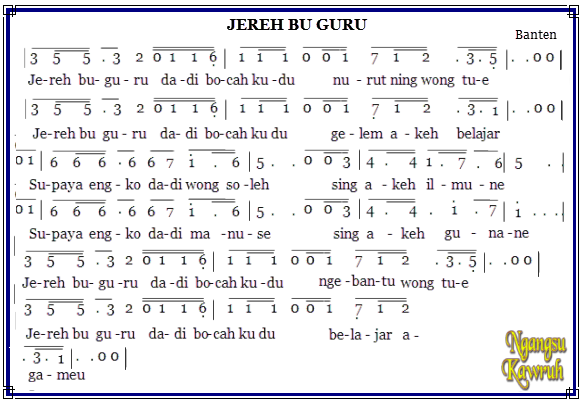 JEREH BU GURU
Banten
3 5 5 . 3 2 0 1 1 6̣ | 1 1 1 0 0 1 7̣ 1 2 . 3 . 5̣ | . . 0 0 |
Je-reh bu- gu - ru da-di bo-cah ku -du nu - rut ning wong tu-e
3 5 5 . 3 2 0 1 1 6̣ | 1 1 1 0 0 1 7̣ 1 2 . 3 . 1 | . . 0 0 |
Je-reh bu gu - ru da- di bo-cah ku du ge - lem a - keh belajar
0 1 | 6 6 6 . 6 6 7 i . 6 | 5 . . 0 0 3 | 4 . 4 1 . 7 . 6 | 5 . |
Su-paya eng - ko da-di wong so - leh sing a - keh il - mu - ne
0 1 | 6 6 6 . 6 6 7 i . 6 | 5 . . 0 0 3 | 4 . 4 . i . 7 | i . . . |
Su-paya eng - ko da-di ma -nu - se sing a - keh gu - na-ne
3 5 5 . 3 2 0 1 1 6̣ | 1 1 1 0 0 1 7̣ 1 2 . 3 . 5̣ | . . 0 0 |
Je-reh bu- gu -ru da-di bo-cah ku -du nge -ban-tu wong tu-e
3 5 5 . 3 2 0 1 1 6̣ | 1 1 1 0 0 1 7̣ 1 2
Je-reh bu gu -ru da- di bo-cah ku du be-la - jar a -
. 3 . 1 | . . 0 0 |
ga - meu
Ngangsu
Kawruh